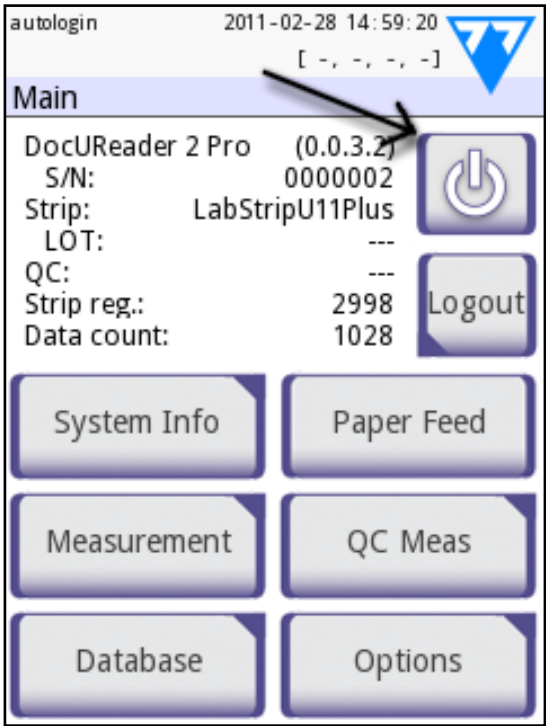 autologin 2011-02-28 14:59:20
[ -, -, -, -]
Main
DocUReader 2 Pro (0.0.3.2)
S/N: 0000002
Strip: LabStripU11Plus
LOT: ---
QC: ---
Strip reg.: 2998
Data count: 1028
Logout
System Info Paper Feed
Measurement QC Meas
Database Options